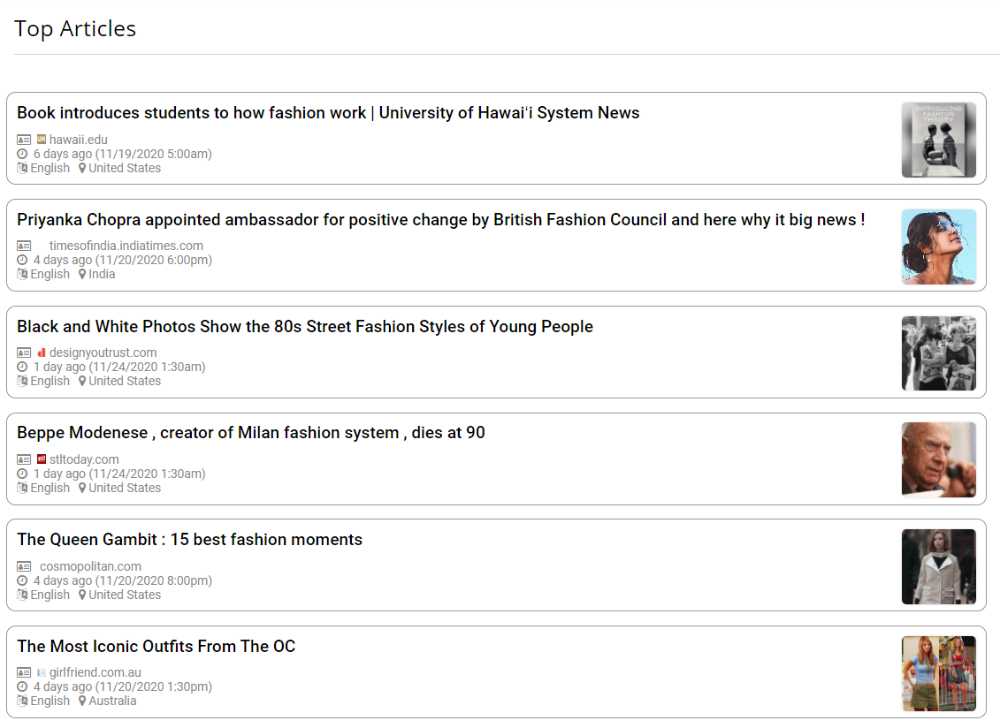 Top Articles
Book introduces students to how fashion work | University of Hawaiʻi System News
hawaii.edu
6 days ago (11/19/2020 5:00am)
English United States
INTRODUCING
FASHION
THEORY
Priyanka Chopra appointed ambassador for positive change by British Fashion Council and here why it big news !
timesofindia.indiatimes.com
4 days ago (11/20/2020 6:00pm)
English India
Black and White Photos Show the 80s Street Fashion Styles of Young People
designyoutrust.com
1 day ago (11/24/2020 1:30am)
English United States
Beppe Modenese , creator of Milan fashion system , dies at 90
stltoday.com
1 day ago (11/24/2020 1:30am)
English United States
The Queen Gambit : 15 best fashion moments
cosmopolitan.com
4 days ago (11/20/2020 8:00pm)
English United States
The Most Iconic Outfits From The OC
girlfriend.com.au
4 days ago (11/20/2020 1:30pm)
English Australia